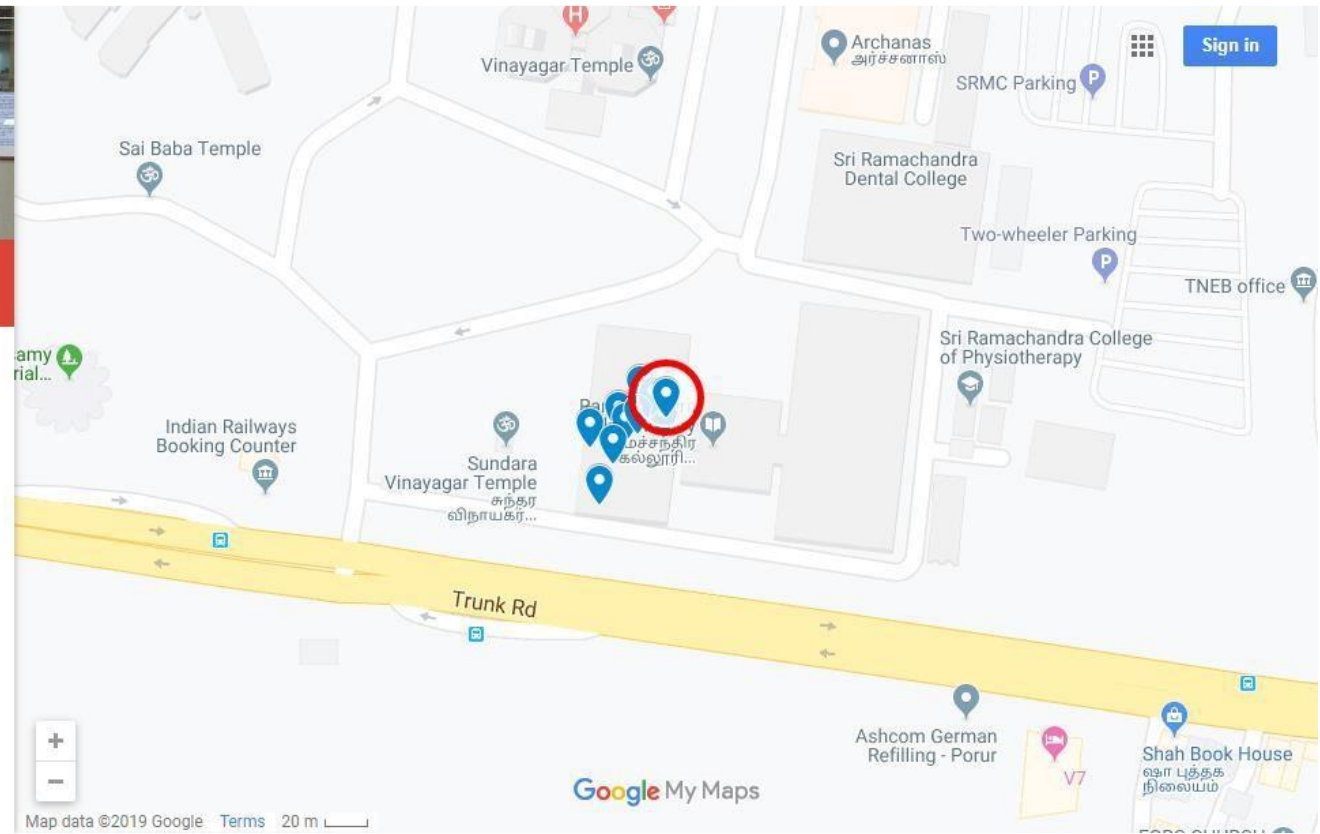 H
Vinayagar Temple
Archanas
அர்ச்சனாஸ்
Sign in
SRMC Parking P
Sai Baba Temple
Sri Ramachandra
Dental College
Two-wheeler Parking
P
TNEB office
Sri Ramachandra College
of Physiotherapy
amy
rial...
Indian Railways
Booking Counter
கல்லூரி...
Sundara
Vinayagar Temple
சுந்தர
விநாயகர்...
Trunk Rd
Ashcom German
Refilling - Porur
V7
Shah Book House
ஷா புத்தக
நிலையம்
+
−
Google My Maps
Map data ©2019 Google Terms 20 m